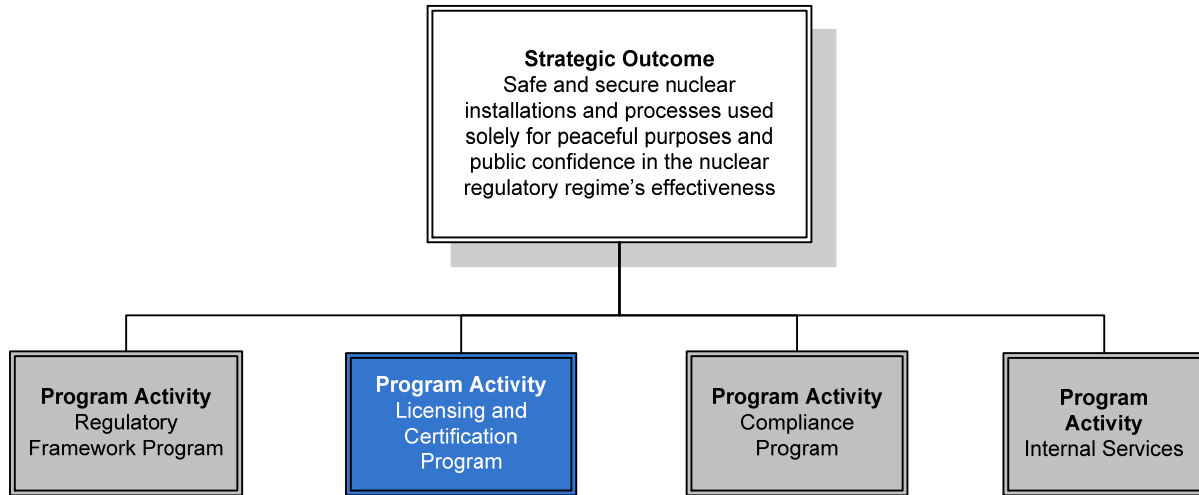 Strategic Outcome
Safe and secure nuclear
installations and processes used
solely for peaceful purposes and
public confidence in the nuclear
regulatory regime’s effectiveness
Program Activity
Regulatory
Framework Program
Program Activity
Licensing and
Certification
Program
Program Activity
Compliance
Program
Program
Activity
Internal Services